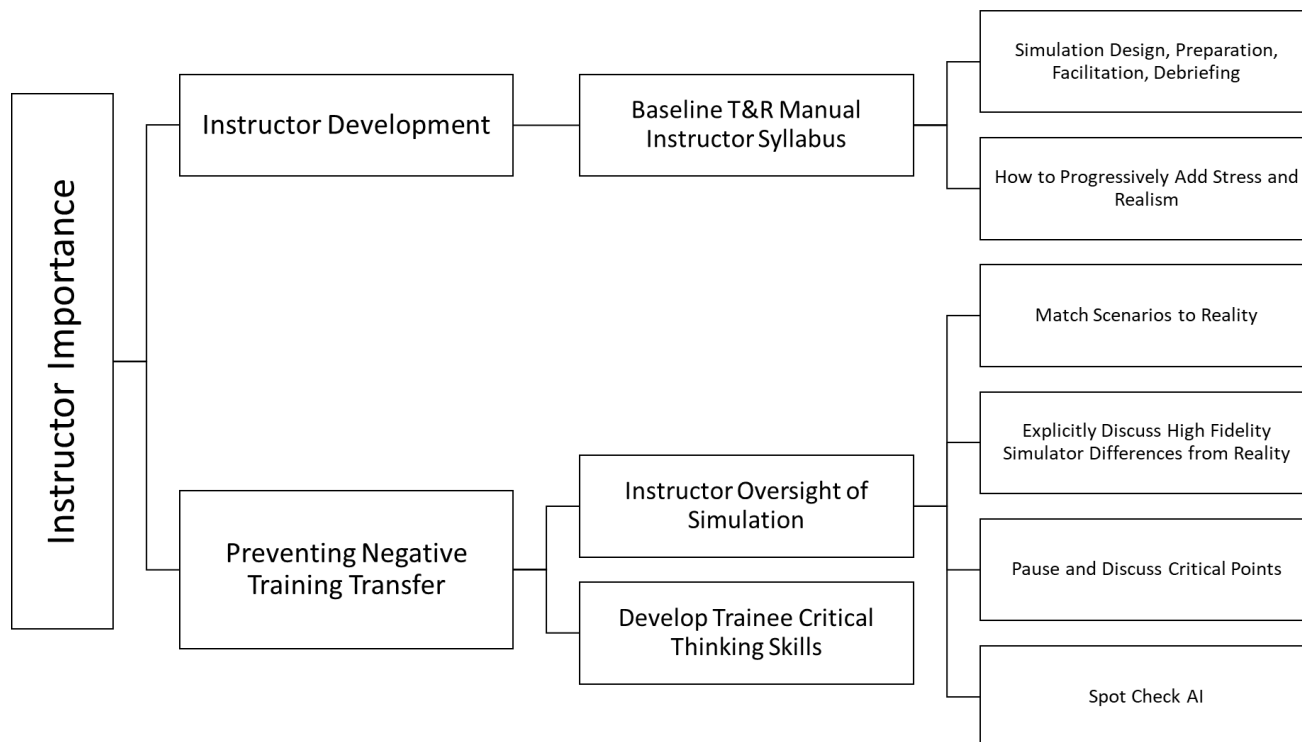 Instructor Importance
Instructor Development
Baseline T&R Manual
Instructor Syllabus
Simulation Design, Preparation,
Facilitation, Debriefing
How to Progressively Add Stress and
Realism
Preventing Negative
Training Transfer
Instructor Oversight of
Simulation
Match Scenarios to Reality
Explicitly Discuss High Fidelity
Simulator Differences from Reality
Pause and Discuss Critical Points
Spot Check AI
Develop Trainee Critical
Thinking Skills